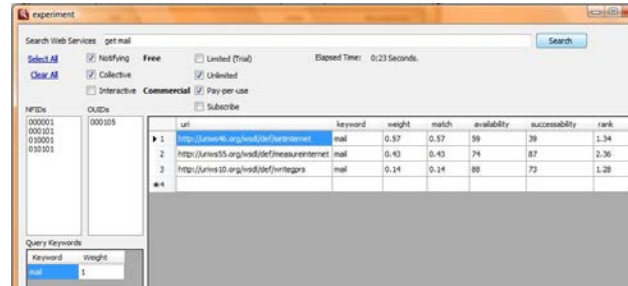 experiment
Search Web Services get mail Search
Select All Notifying Free Limited (Trial) Elapsed Time: 0:23 Seconds.
Clear All Collective Unlimited
Interactive Commercial Pay-per-use
Subscribe
NFIDs OUIDs
000001 000105
000101
010001
010101
uri keyword weight match availability successability rank
1 http://uriws46.org/wsdl/def/setinternet mail 0.57 0.57 59 39 1.34
2 http://uriws55.org/wsdl/def/measureinternet mail 0.43 0.43 74 87 2.36
3 http://uriws10.org/wsdl/def/writegprs mail 0.14 0.14 88 73 1.28
4
Query Keywords
Keyword Weight
mail 1